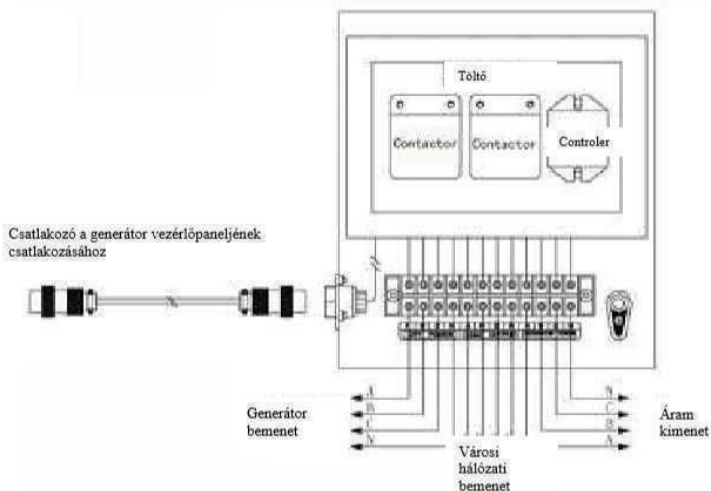 Töltő
Contactor
Contactor
Controler
Csatlakozó a generátor vezérlőpaneljének
csatlakozásához
A
B
C
N
Generátor
bemenet
Városi
hálózati
bemenet
N
C
B
A
Áram
kimenet